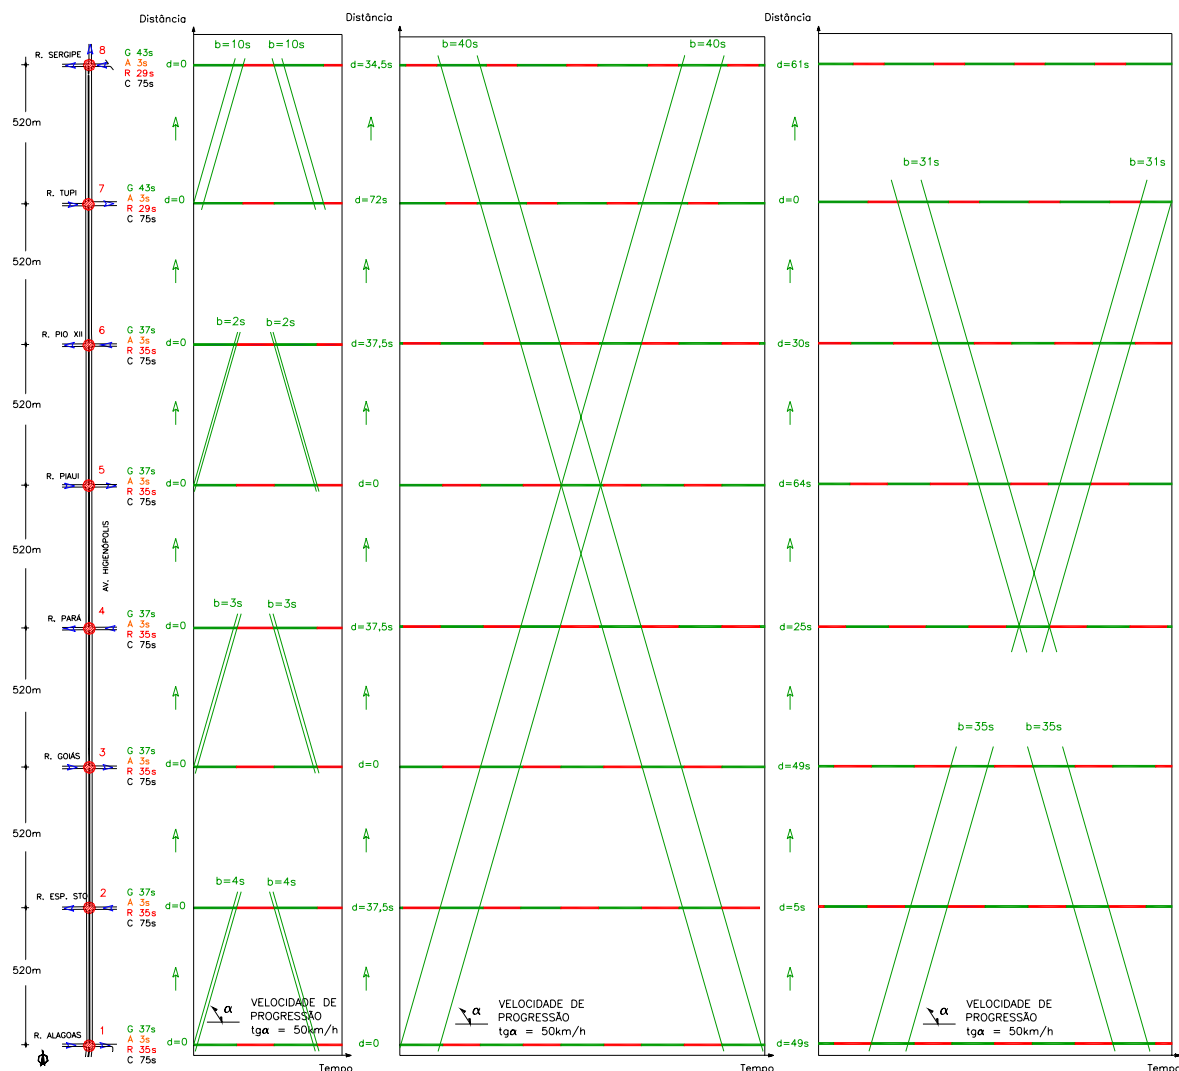 Distância
Distância
Distância
R. SERGIPE
8
G 43s
A 3s
R 29s
C 75s
d=0
b=10s
b=10s
d=34,5s
b=40s
b=40s
d=61s
520m
R. TUPI
7
G 43s
A 3s
R 29s
C 75s
d=0
d=72s
d=0
b=31s
b=31s
520m
R. PIO XII
6
G 37s
A 3s
R 35s
C 75s
d=0
b=2s
b=2s
d=37,5s
d=30s
520m
R. PIAUI
5
G 37s
A 3s
R 35s
C 75s
d=0
d=0
d=64s
520m
AV. HIGIENÓPOLIS
R. PARÁ
4
G 37s
A 3s
R 35s
C 75s
d=0
b=3s
b=3s
d=37,5s
d=25s
520m
R. GOIÁS
3
G 37s
A 3s
R 35s
C 75s
d=0
d=0
d=49s
b=35s
b=35s
520m
R. ESP. STO
2
G 37s
A 3s
R 35s
C 75s
d=0
b=4s
b=4s
d=37,5s
d=5s
520m
R. ALAGOAS
1
G 37s
A 3s
R 35s
C 75s
d=0
α
VELOCIDADE DE
PROGRESSÃO
tgα = 50km/h
d=0
α
VELOCIDADE DE
PROGRESSÃO
tgα = 50km/h
d=49s
α
VELOCIDADE DE
PROGRESSÃO
tgα = 50km/h
Tempo
Tempo
Tempo